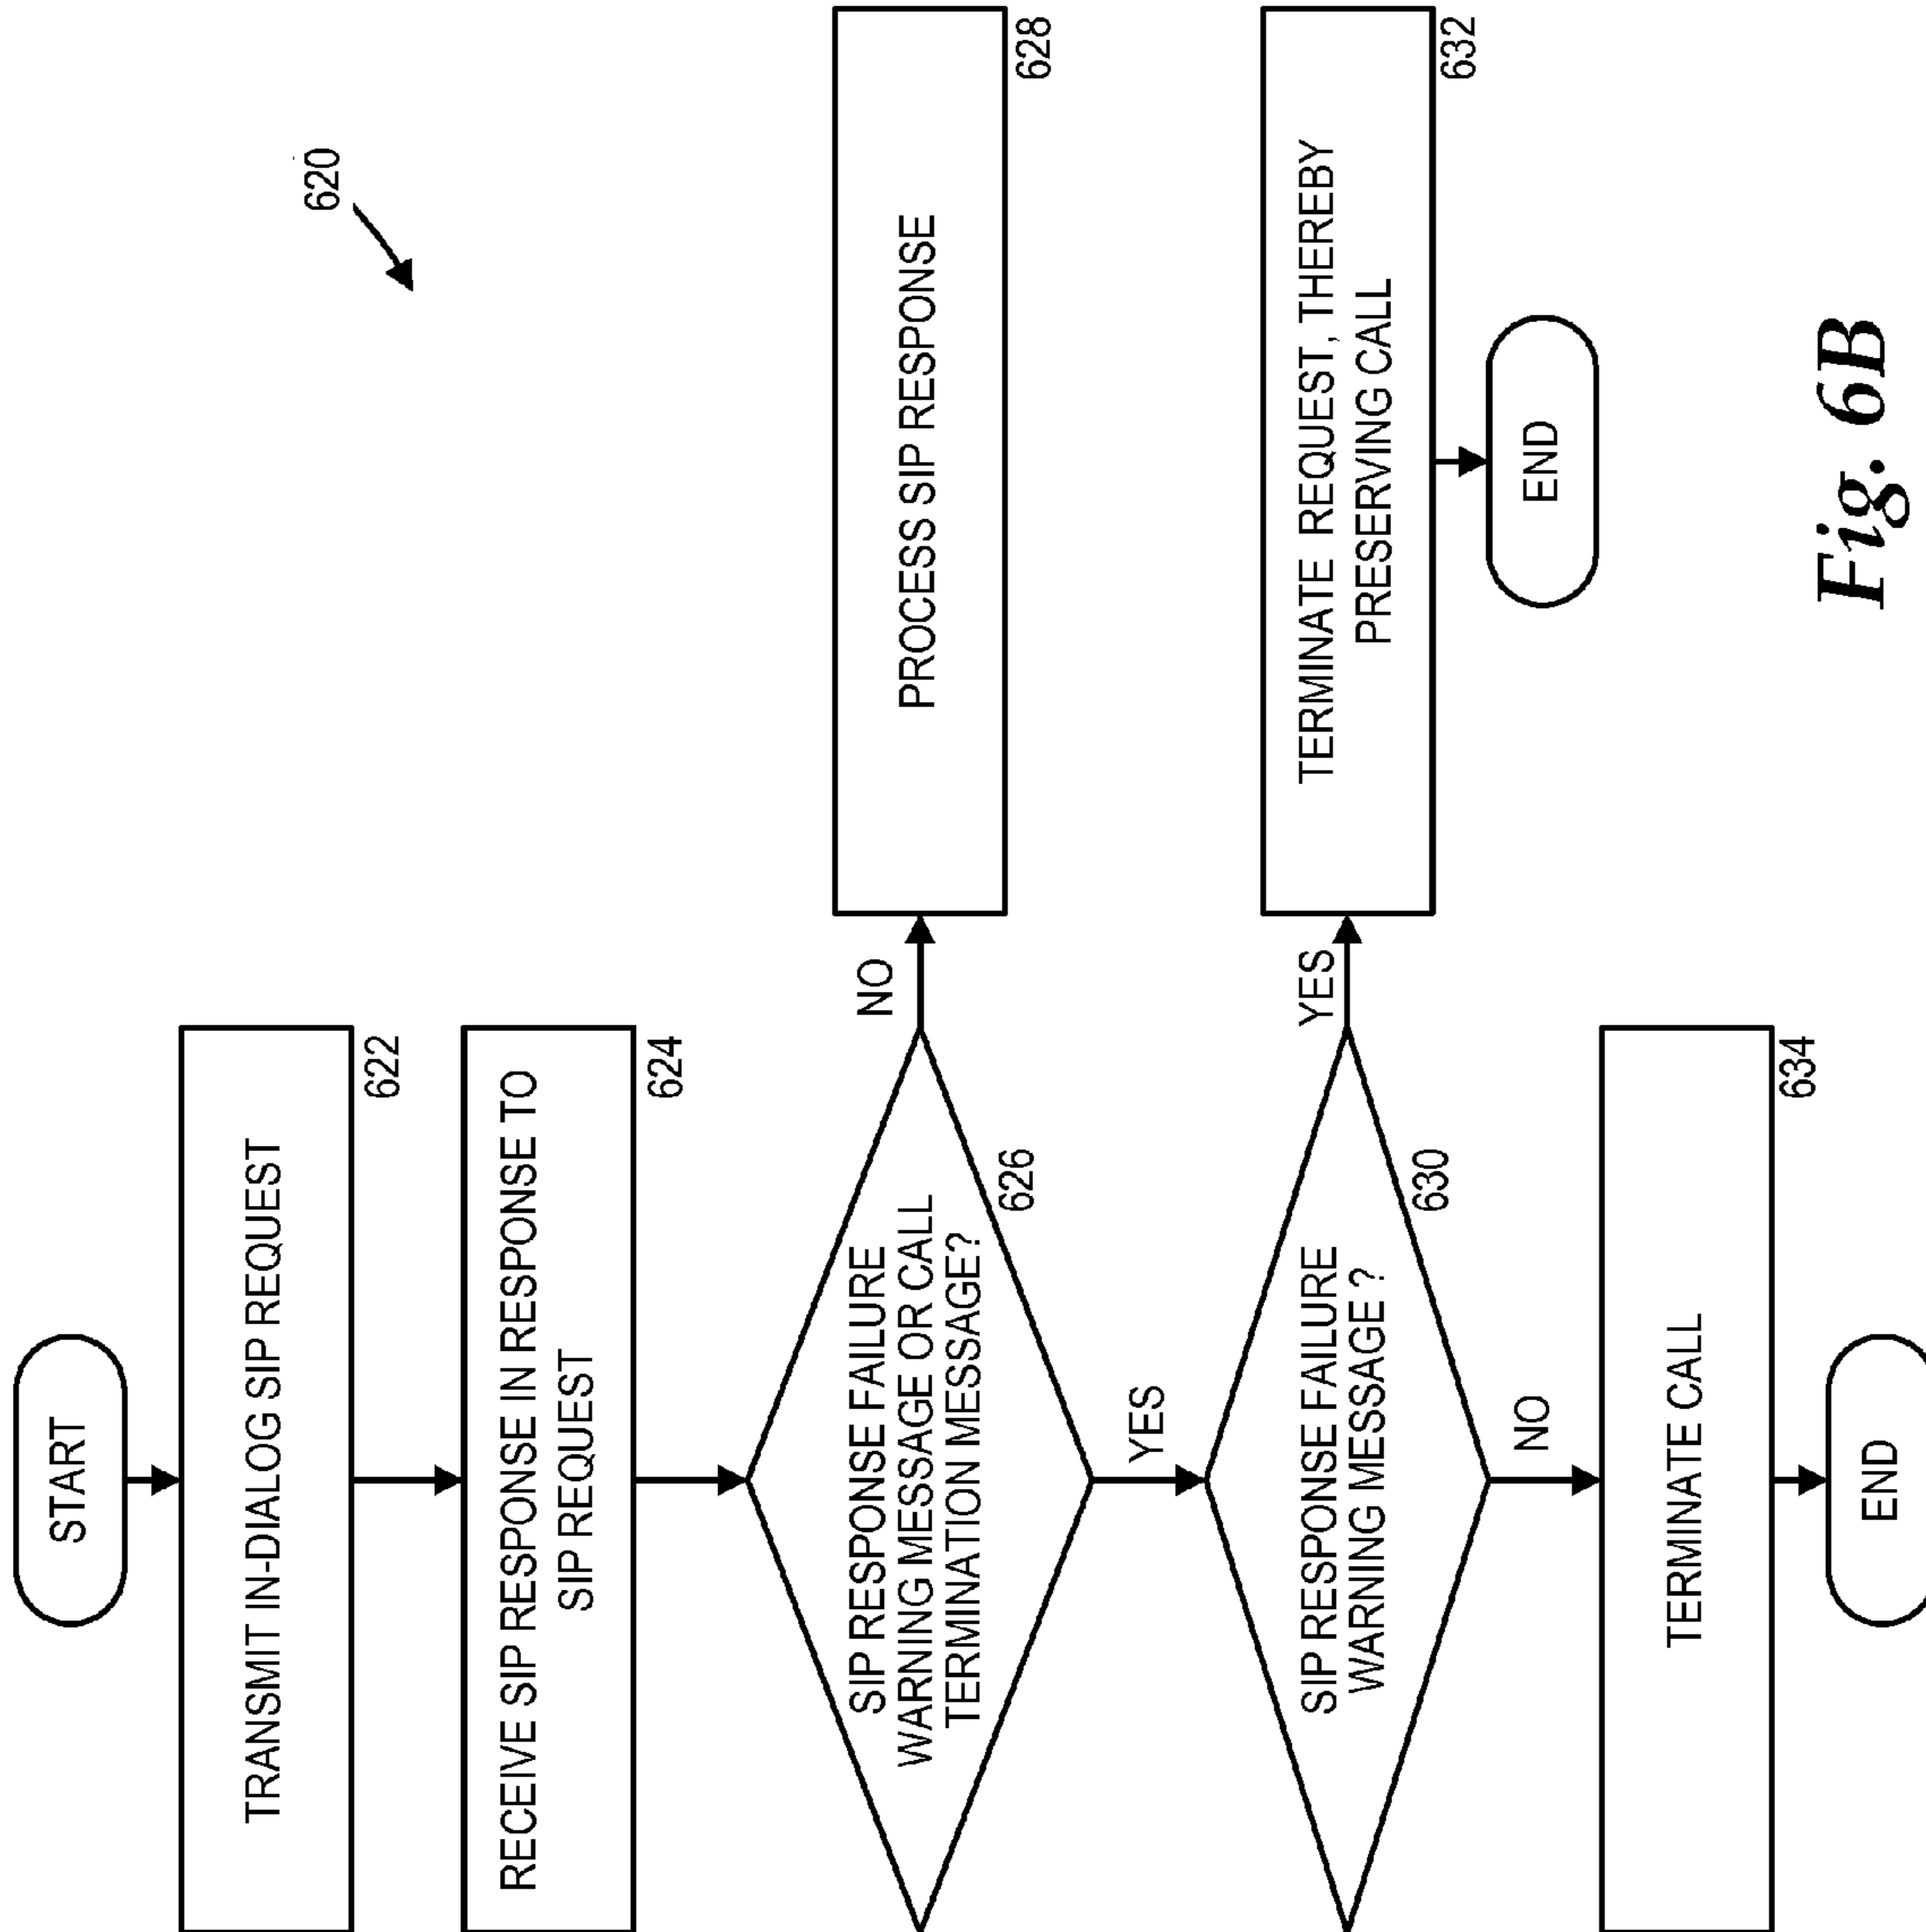 620
START
TRANSMIT IN-DIALOG SIP REQUEST
622
RECEIVE SIP RESPONSE IN RESPONSE TO
SIP REQUEST
624
SIP RESPONSE FAILURE
WARNING MESSAGE OR CALL
TERMINATION MESSAGE?
626
NO
PROCESS SIP RESPONSE
628
YES
SIP RESPONSE FAILURE
WARNING MESSAGE?
630
YES
TERMINATE REQUEST, THEREBY
PRESERVING CALL
632
END
NO
TERMINATE CALL
634
END
Fig. 6B